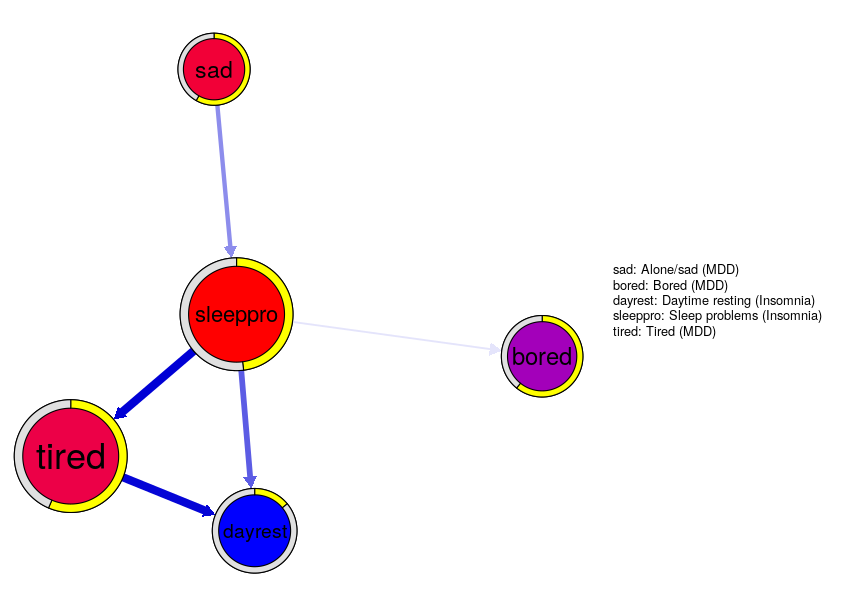 sad
sleeppro
bored
tired
dayrest
sad: Alone/sad (MDD)
bored: Bored (MDD)
dayrest: Daytime resting (Insomnia)
sleeppro: Sleep problems (Insomnia)
tired: Tired (MDD)